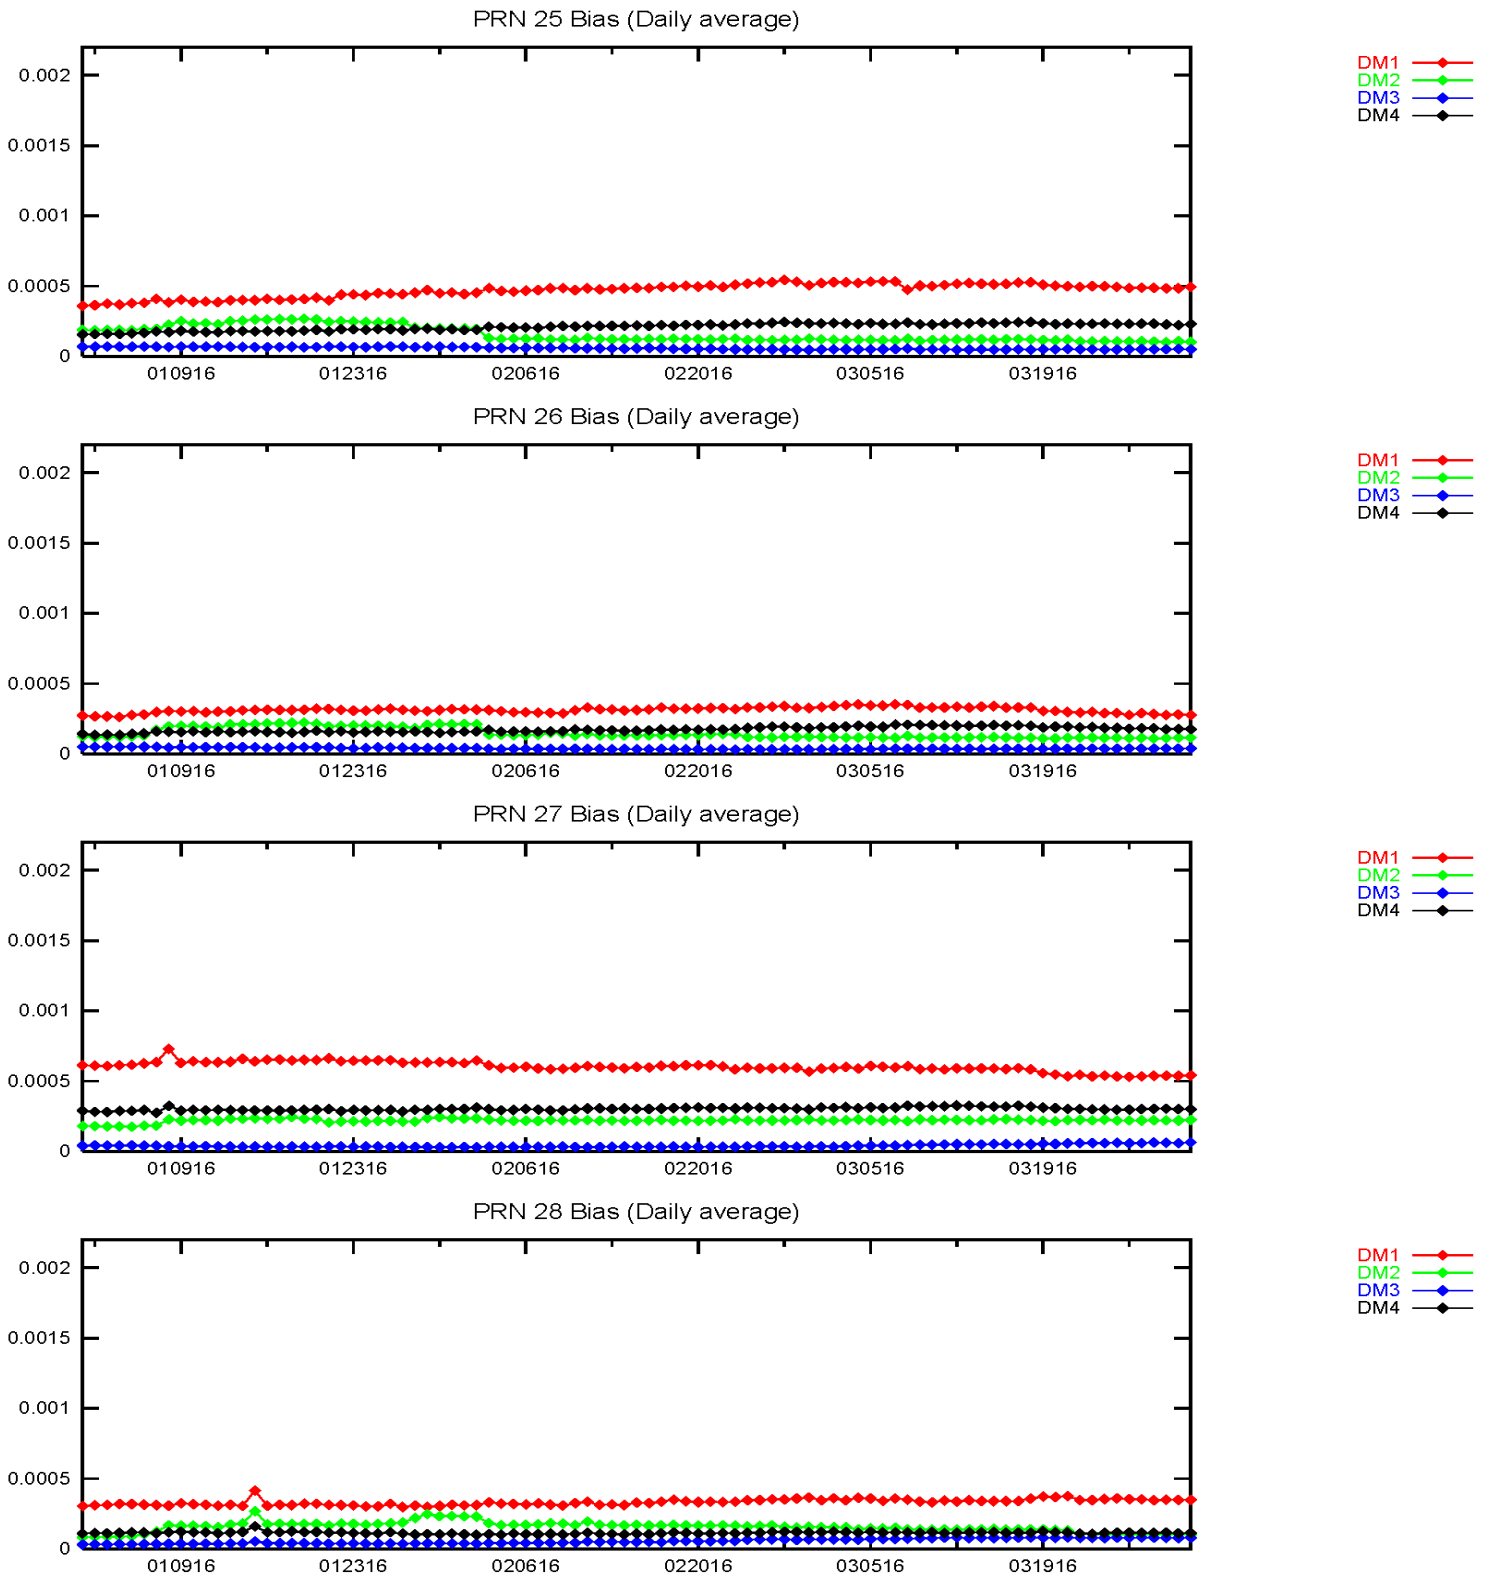 PRN 25 Bias (Daily average)
0.002
0.0015
0.001
0.0005
0
010916 012316 020616 022016 030516 031916
DM1
DM2
DM3
DM4
PRN 26 Bias (Daily average)
0.002
0.0015
0.001
0.0005
0
010916 012316 020616 022016 030516 031916
DM1
DM2
DM3
DM4
PRN 27 Bias (Daily average)
0.002
0.0015
0.001
0.0005
0
010916 012316 020616 022016 030516 031916
DM1
DM2
DM3
DM4
PRN 28 Bias (Daily average)
0.002
0.0015
0.001
0.0005
0
010916 012316 020616 022016 030516 031916
DM1
DM2
DM3
DM4